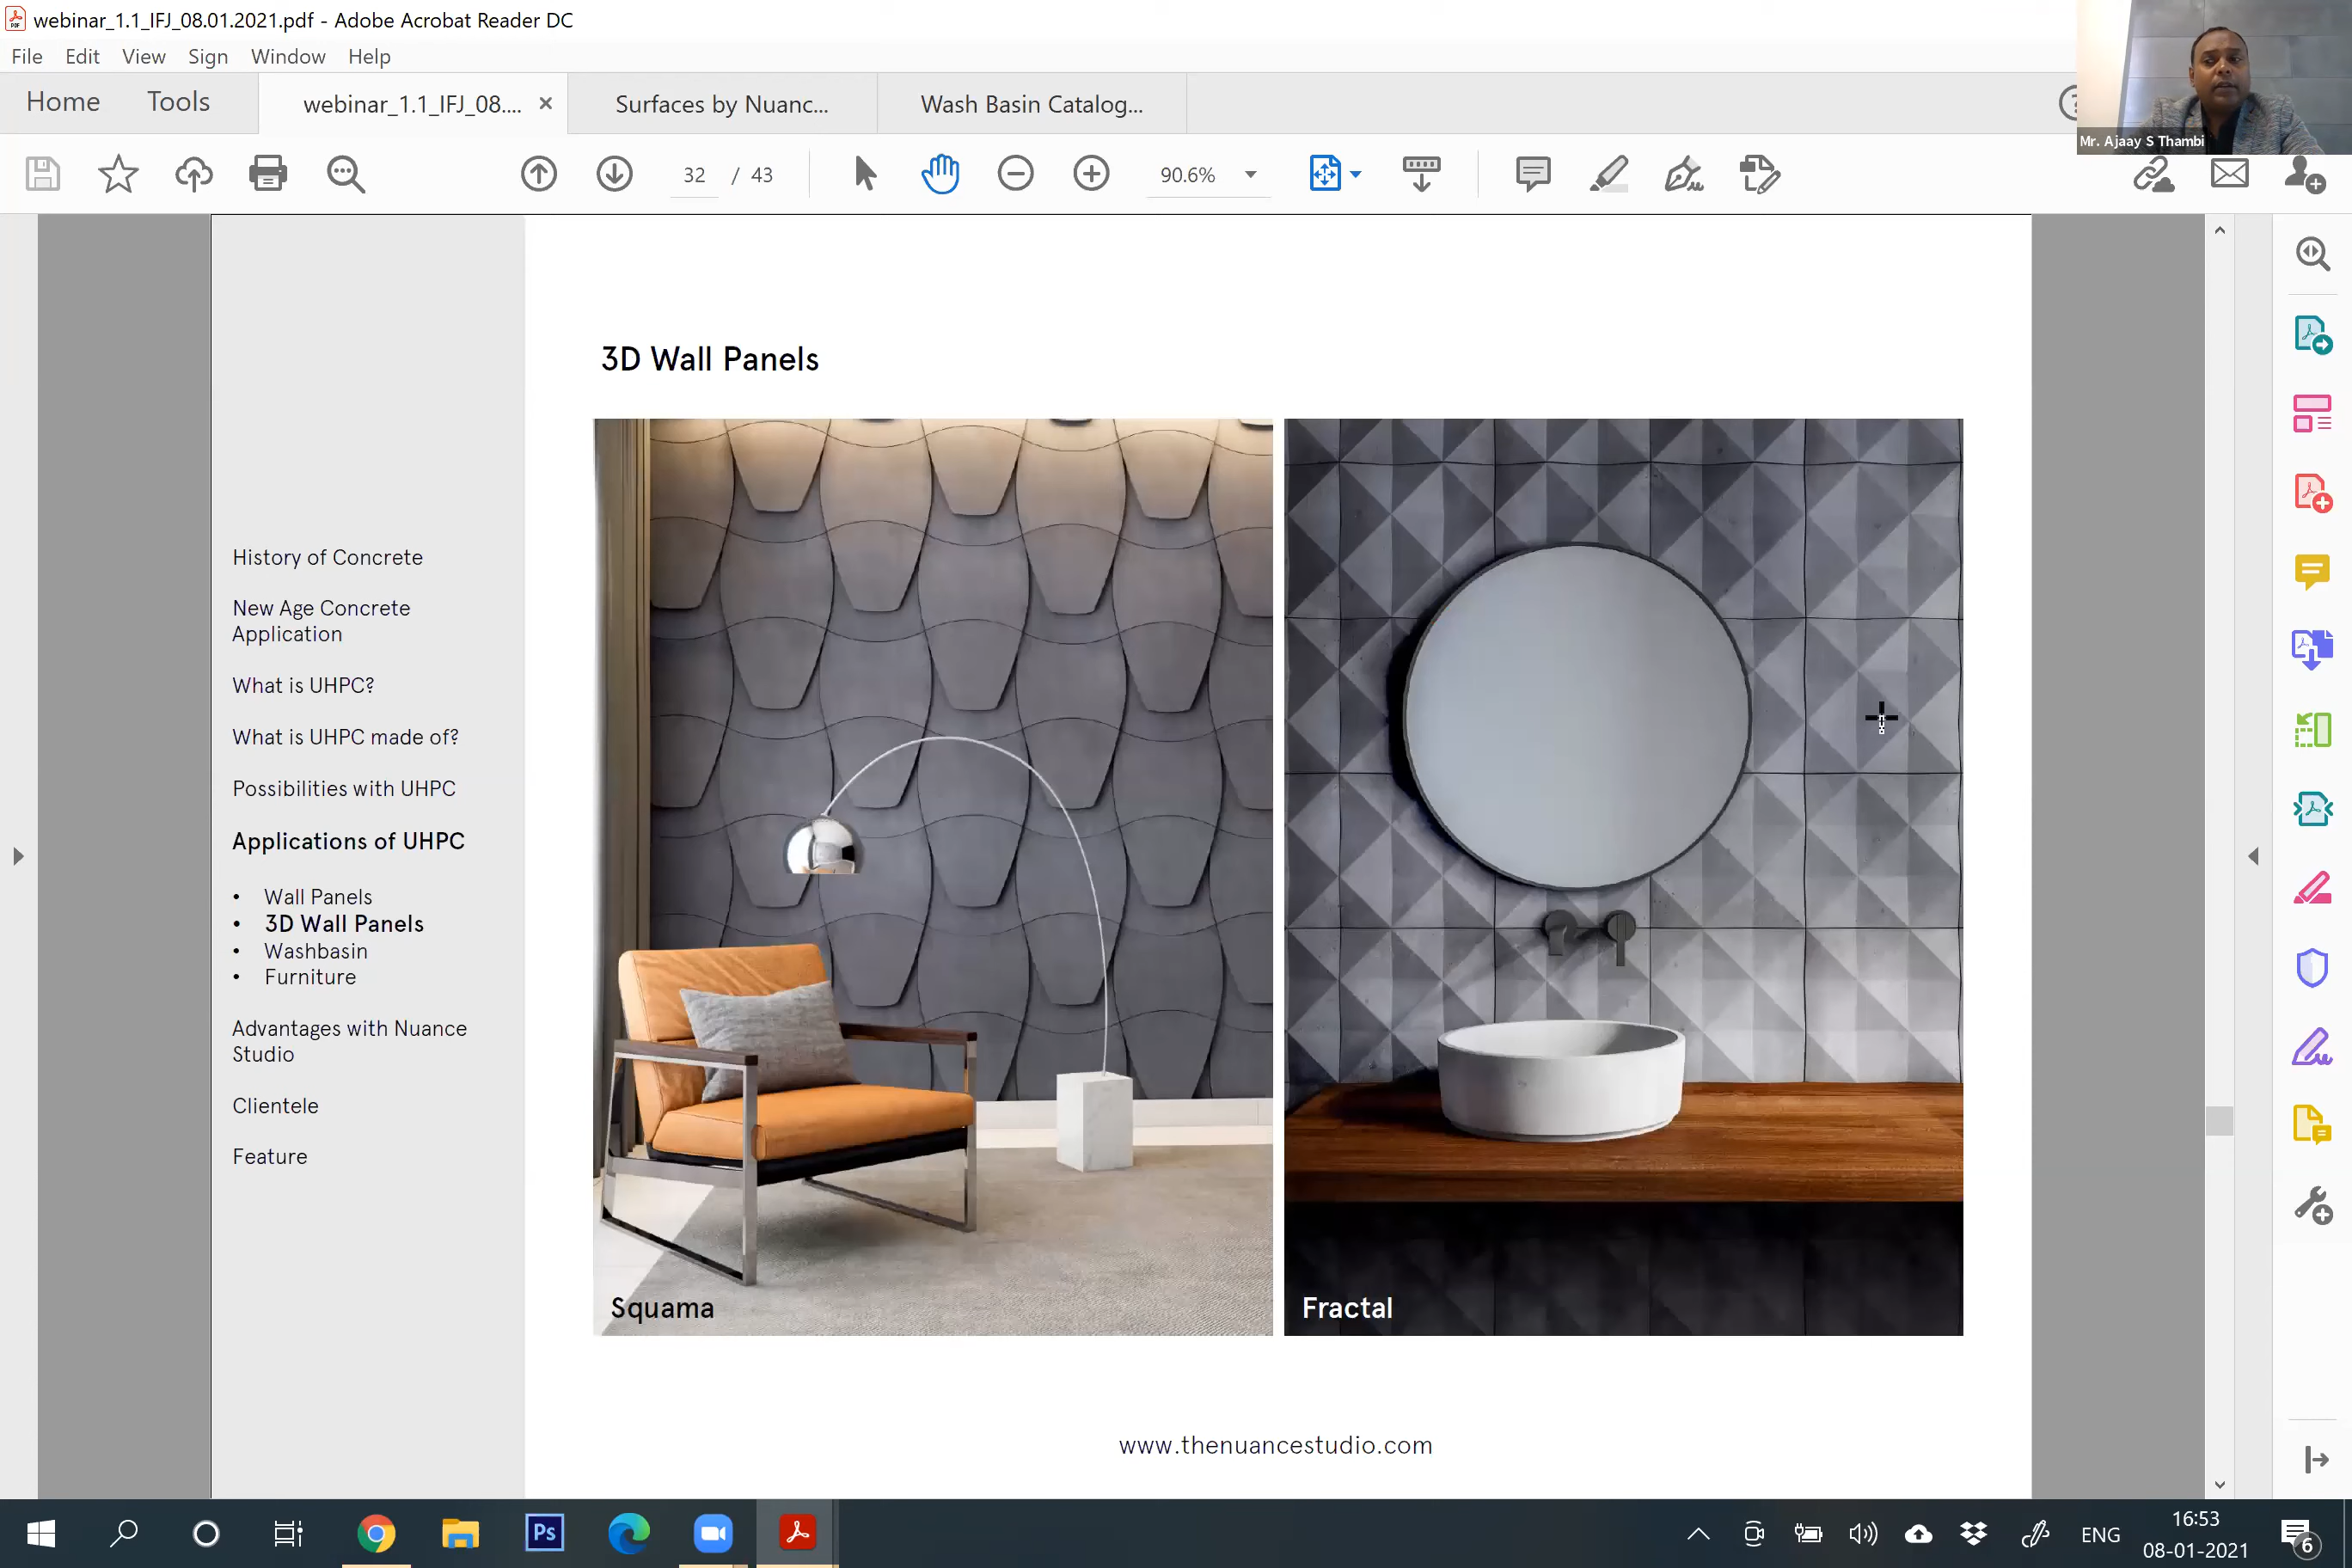 webinar_1.1_IFJ_08.01.2021.pdf - Adobe Acrobat Reader DC
File Edit View Sign Window Help
Home Tools webinar_1.1_IFJ_08.... × Surfaces by Nuanc... Wash Basin Catalog...
Mr. Ajaay S Thambi
32 / 43 90.6%
3D Wall Panels
History of Concrete
New Age Concrete
Application
What is UHPC?
What is UHPC made of?
Possibilities with UHPC
Applications of UHPC
• Wall Panels
• 3D Wall Panels
• Washbasin
• Furniture
Advantages with Nuance
Studio
Clientele
Feature
Squama
Fractal
www.thenuancestudio.com
Ps
ENG
16:53
08-01-2021
6